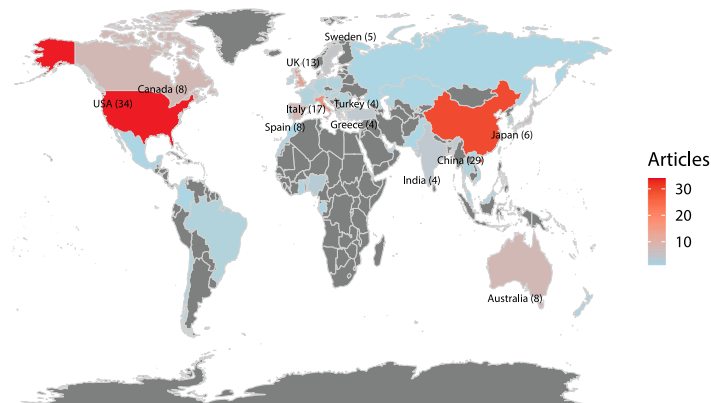 Sweden (5)
UK (13)
Canada (8)
USA (34)
Italy (17)
Turkey (4)
Spain (8)
Greece (4)
Japan (6)
China (29)
India (4)
Australia (8)
Articles
30
20
10